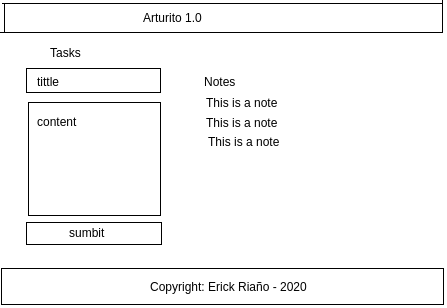 Arturito 1.0
Tasks
tittle
content
sumbit
Notes
This is a note
This is a note
This is a note
Copyright: Erick Riaño - 2020